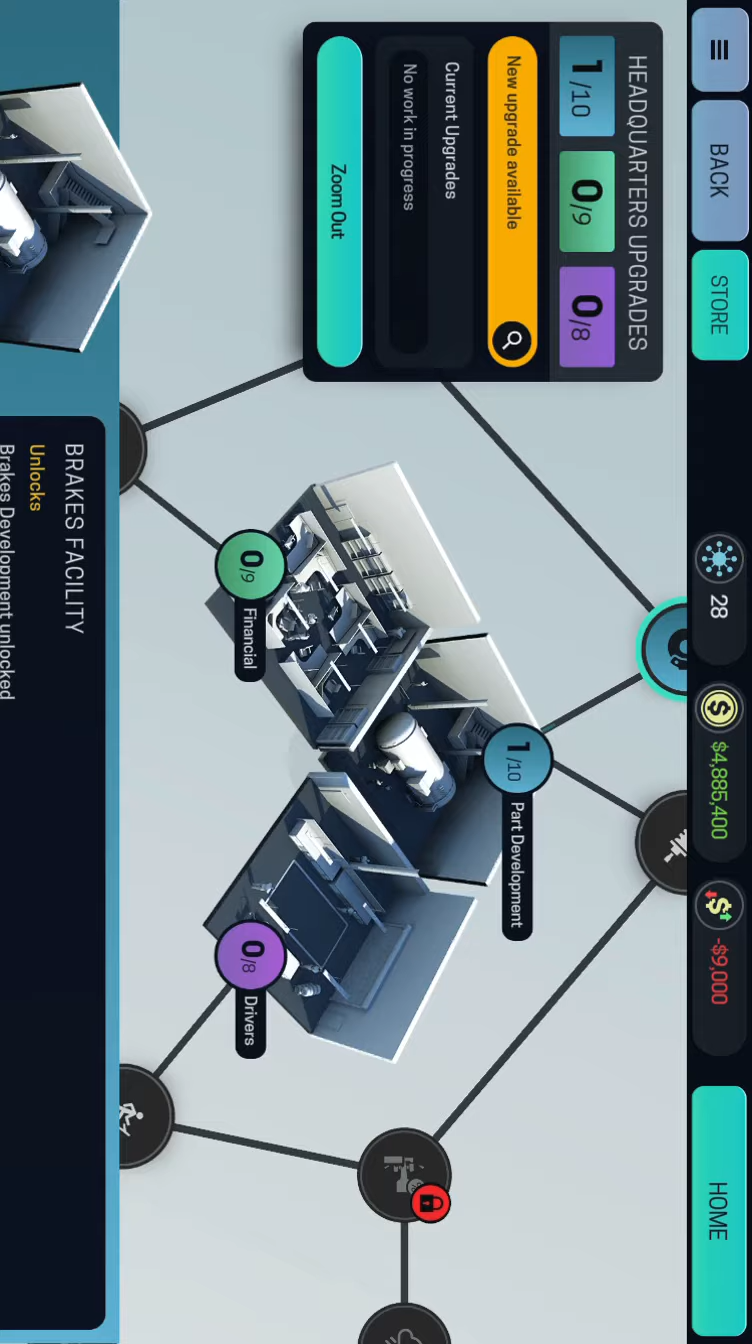 BACK
STORE
28
$4,885,400
-$9,000
HOME
HEADQUARTERS UPGRADES
1/10
0/9
0/8
New upgrade available
Current Upgrades
No work in progress
Zoom Out
1/10
Part Development
0/9
Financial
0/8
Drivers
BRAKES FACILITY
Unlocks
Brakes Development unlocked